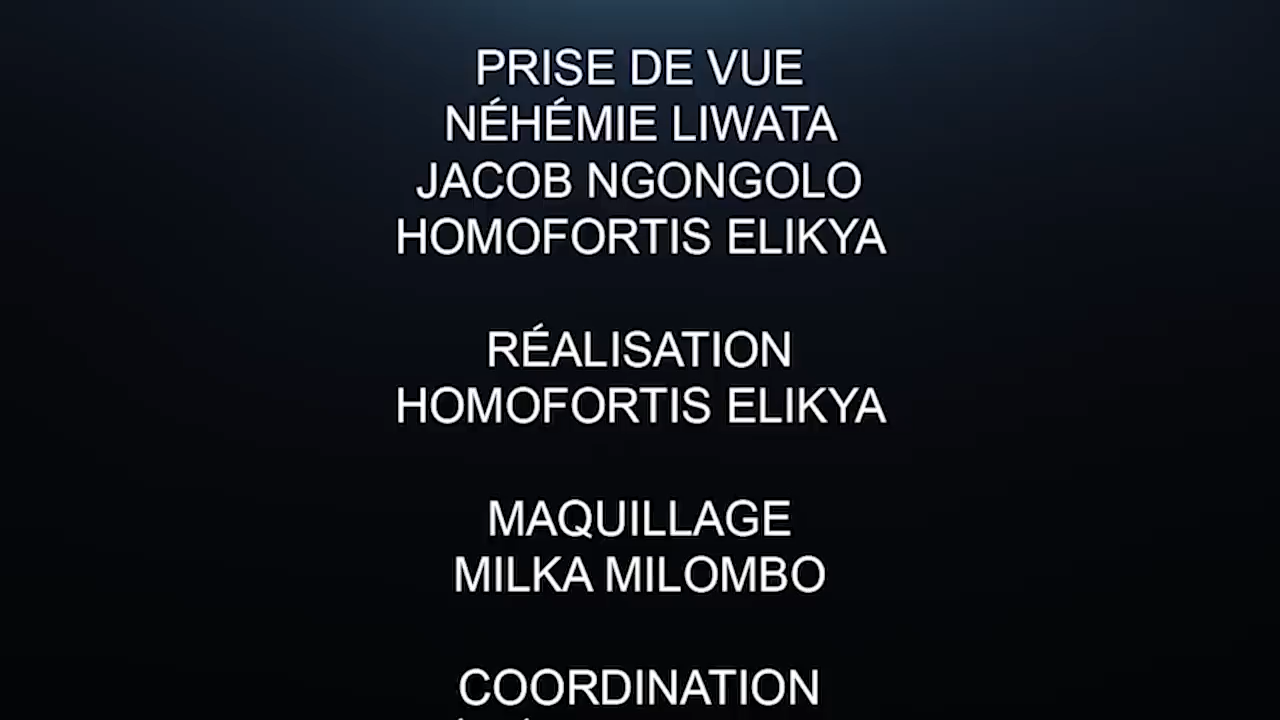 PRISE DE VUE
NÉHÉMIE LIWATA
JACOB NGONGOLO
HOMOFORTIS ELIKYA
RÉALISATION
HOMOFORTIS ELIKYA
MAQUILLAGE
MILKA MILOMBO
COORDINATION